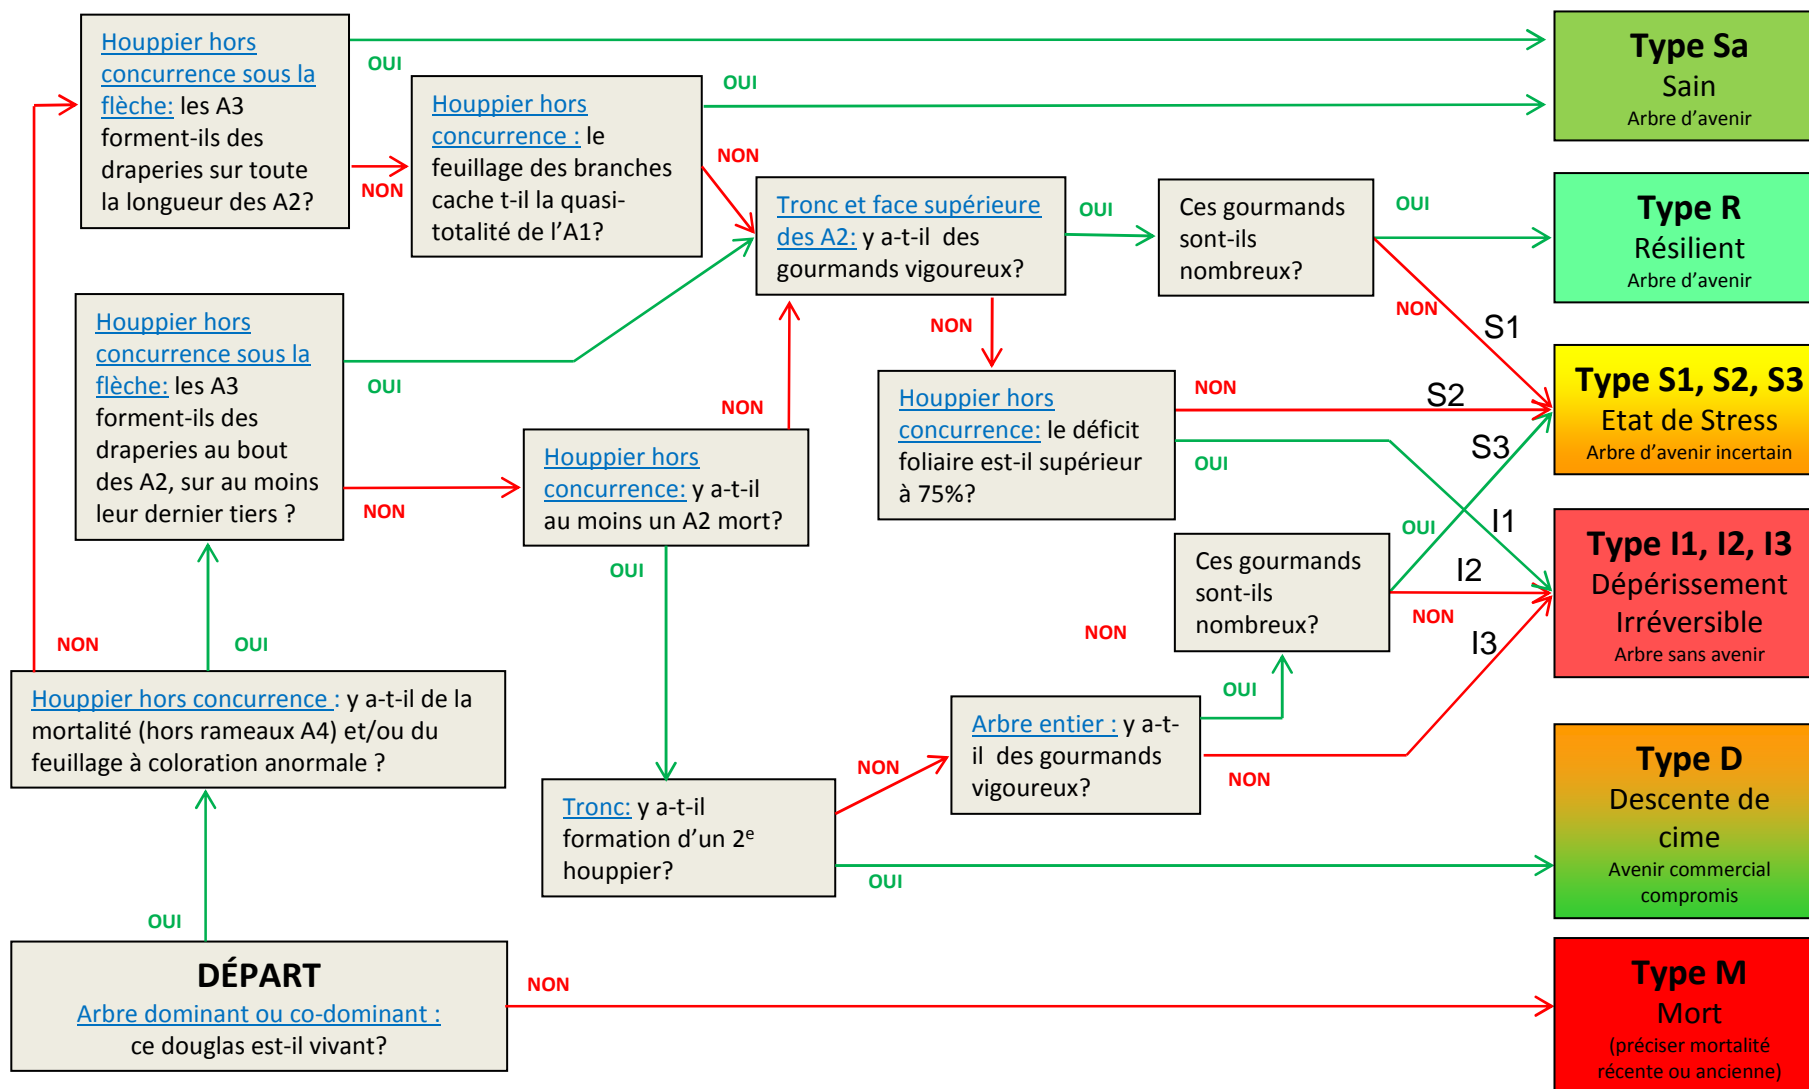 Houppier hors
concurrence sous la
flèche: les A3
forment-ils des
draperies sur toute
la longueur des A2?
OUI
NON
Houppier hors
concurrence : le
feuillage des branches
cache t-il la quasi-
totalité de l'A1?
OUI
NON
Type Sa
Sain
Arbre d'avenir
Tronc et face supérieure
des A2: y a-t-il des
gourmands vigoureux?
OUI
NON
Ces gourmands
sont-ils
nombreux?
OUI
NON
S1
Type R
Résilient
Arbre d'avenir
Houppier hors
concurrence sous la
flèche: les A3
forment-ils des
draperies au bout
des A2, sur au moins
leur dernier tiers ?
OUI
NON
Houppier hors
concurrence: y a-t-il
au moins un A2 mort?
NON
OUI
Houppier hors
concurrence: le déficit
foliaire est-il supérieur
à 75%?
NON
S2
OUI
I1
Type S1, S2, S3
Etat de Stress
Arbre d'avenir incertain
Ces gourmands
sont-ils
nombreux?
OUI
S3
I2
NON
Type I1, I2, I3
Dépérissement
Irréversible
Arbre sans avenir
NON
NON
OUI
Houppier hors concurrence : y a-t-il de la
mortalité (hors rameaux A4) et/ou du
feuillage à coloration anormale ?
Arbre entier : y a-t-
il des gourmands
vigoureux?
OUI
NON
I3
Tronc: y a-t-il
formation d'un 2e
houppier?
NON
OUI
Type D
Descente de
cime
Avenir commercial
compromis
OUI
DÉPART
Arbre dominant ou co-dominant :
ce douglas est-il vivant?
NON
Type M
Mort
(préciser mortalité
récente ou ancienne)